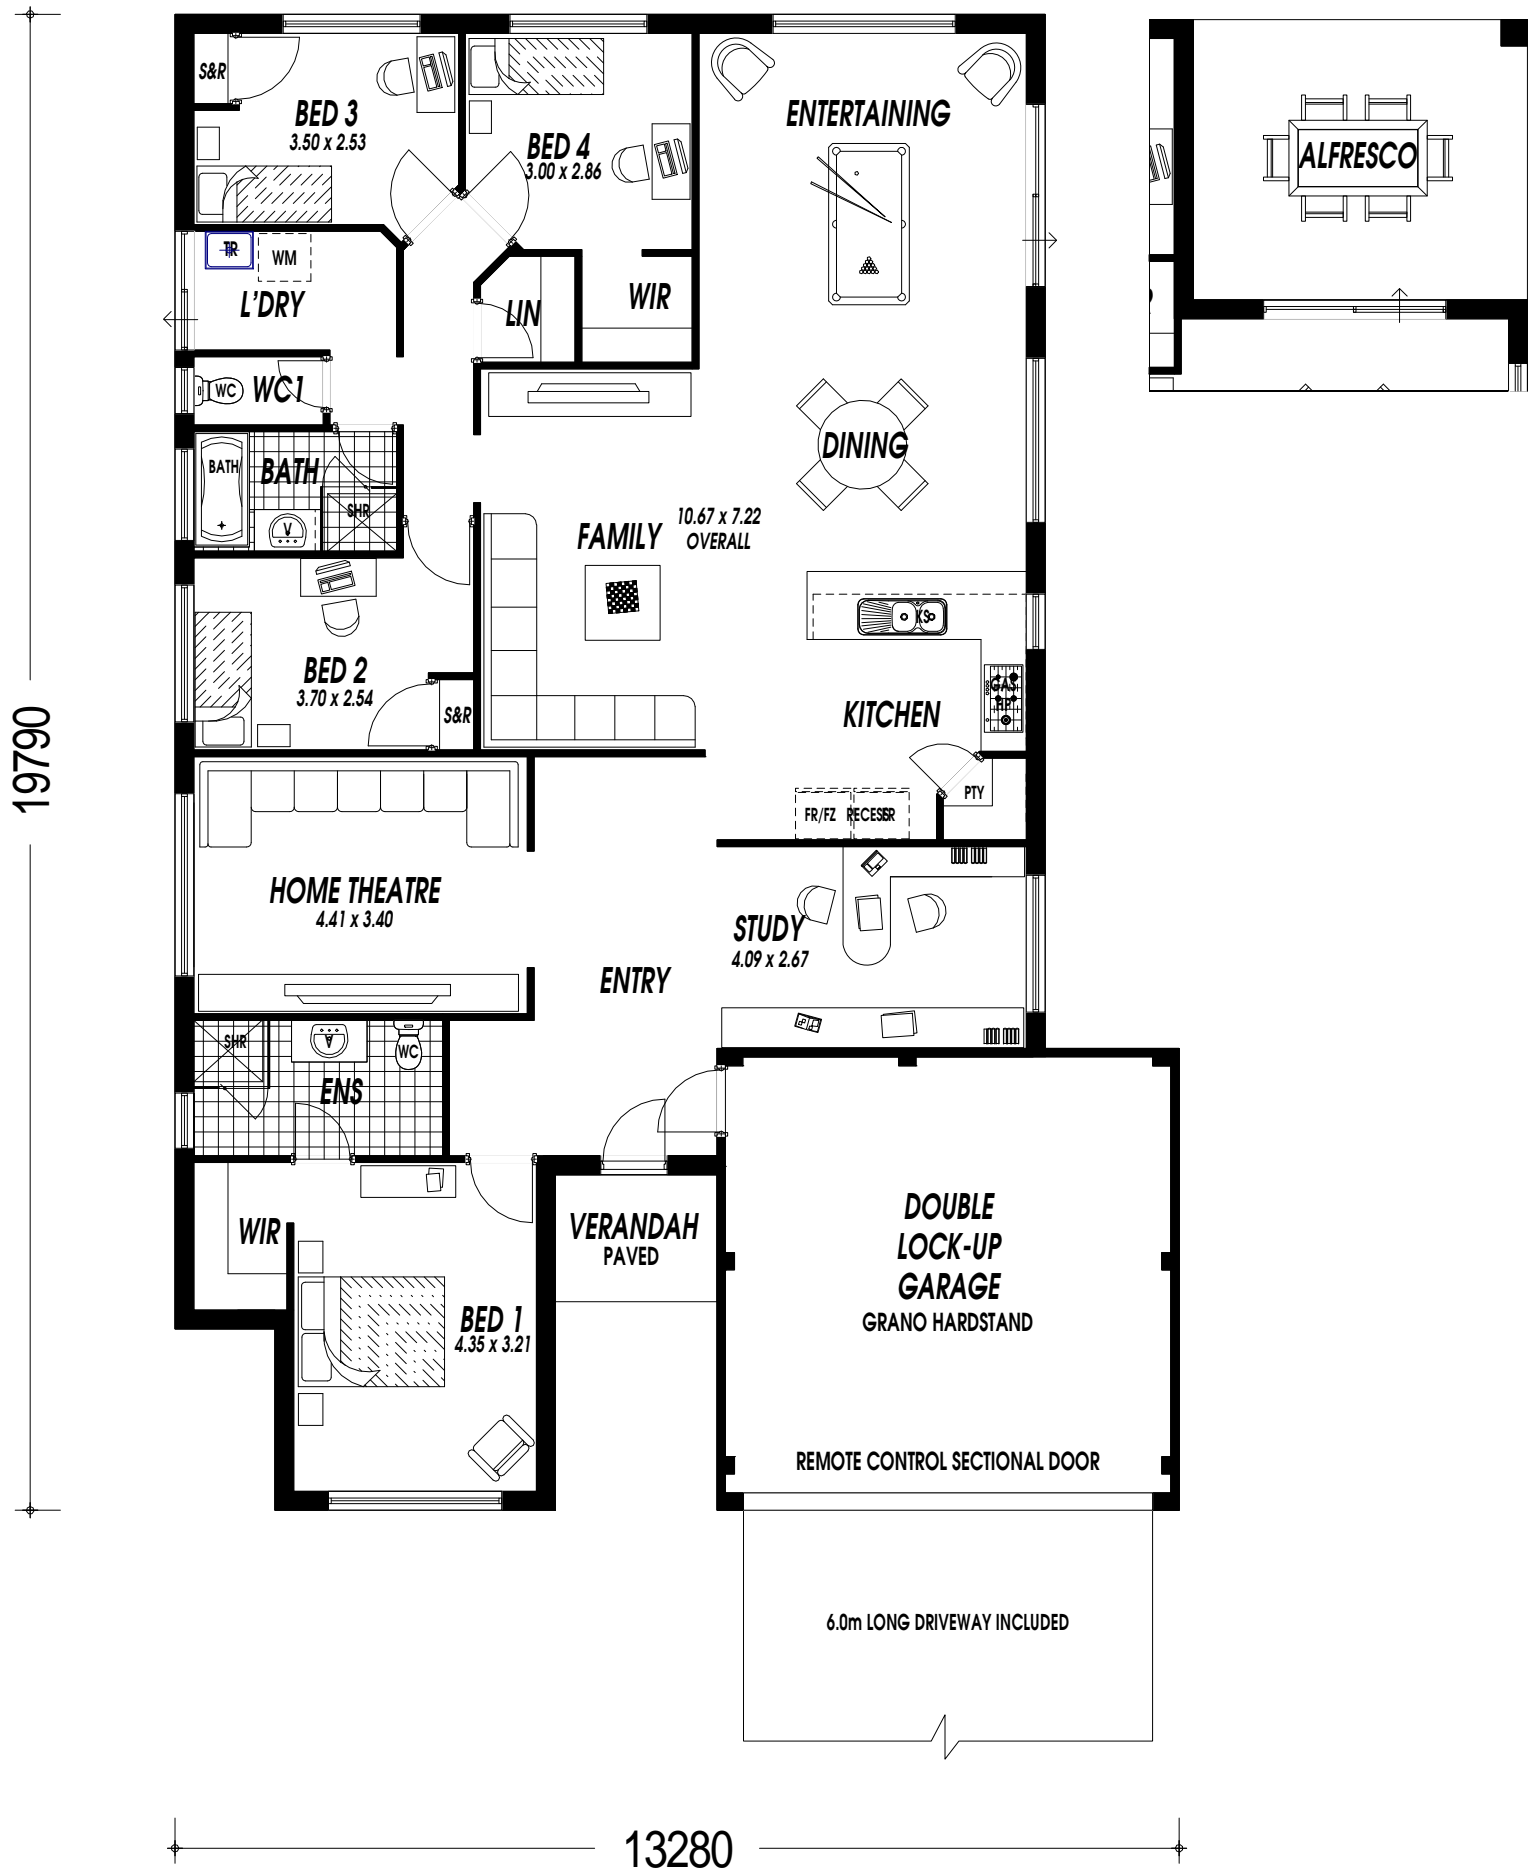 S&R
BED 3
3.50 x 2.53
BED 4
3.00 x 2.86
ENTERTAINING
ALFRESCO
TR
WM
L'DRY
LIN
WIR
WC
WC1
BATH
BATH
SHR
V
DINING
FAMILY
10.67 x 7.22
OVERALL
KS
BED 2
3.70 x 2.54
S&R
GAS
HP
KITCHEN
19790
PTY
FR/FZ
RECESS
HOME THEATRE
4.41 x 3.40
STUDY
4.09 x 2.67
ENTRY
SHR
V
WC
ENS
WIR
VERANDAH
PAVED
DOUBLE
LOCK-UP
GARAGE
GRANO HARDSTAND
BED 1
4.35 x 3.21
REMOTE CONTROL SECTIONAL DOOR
6.0m LONG DRIVEWAY INCLUDED
13280